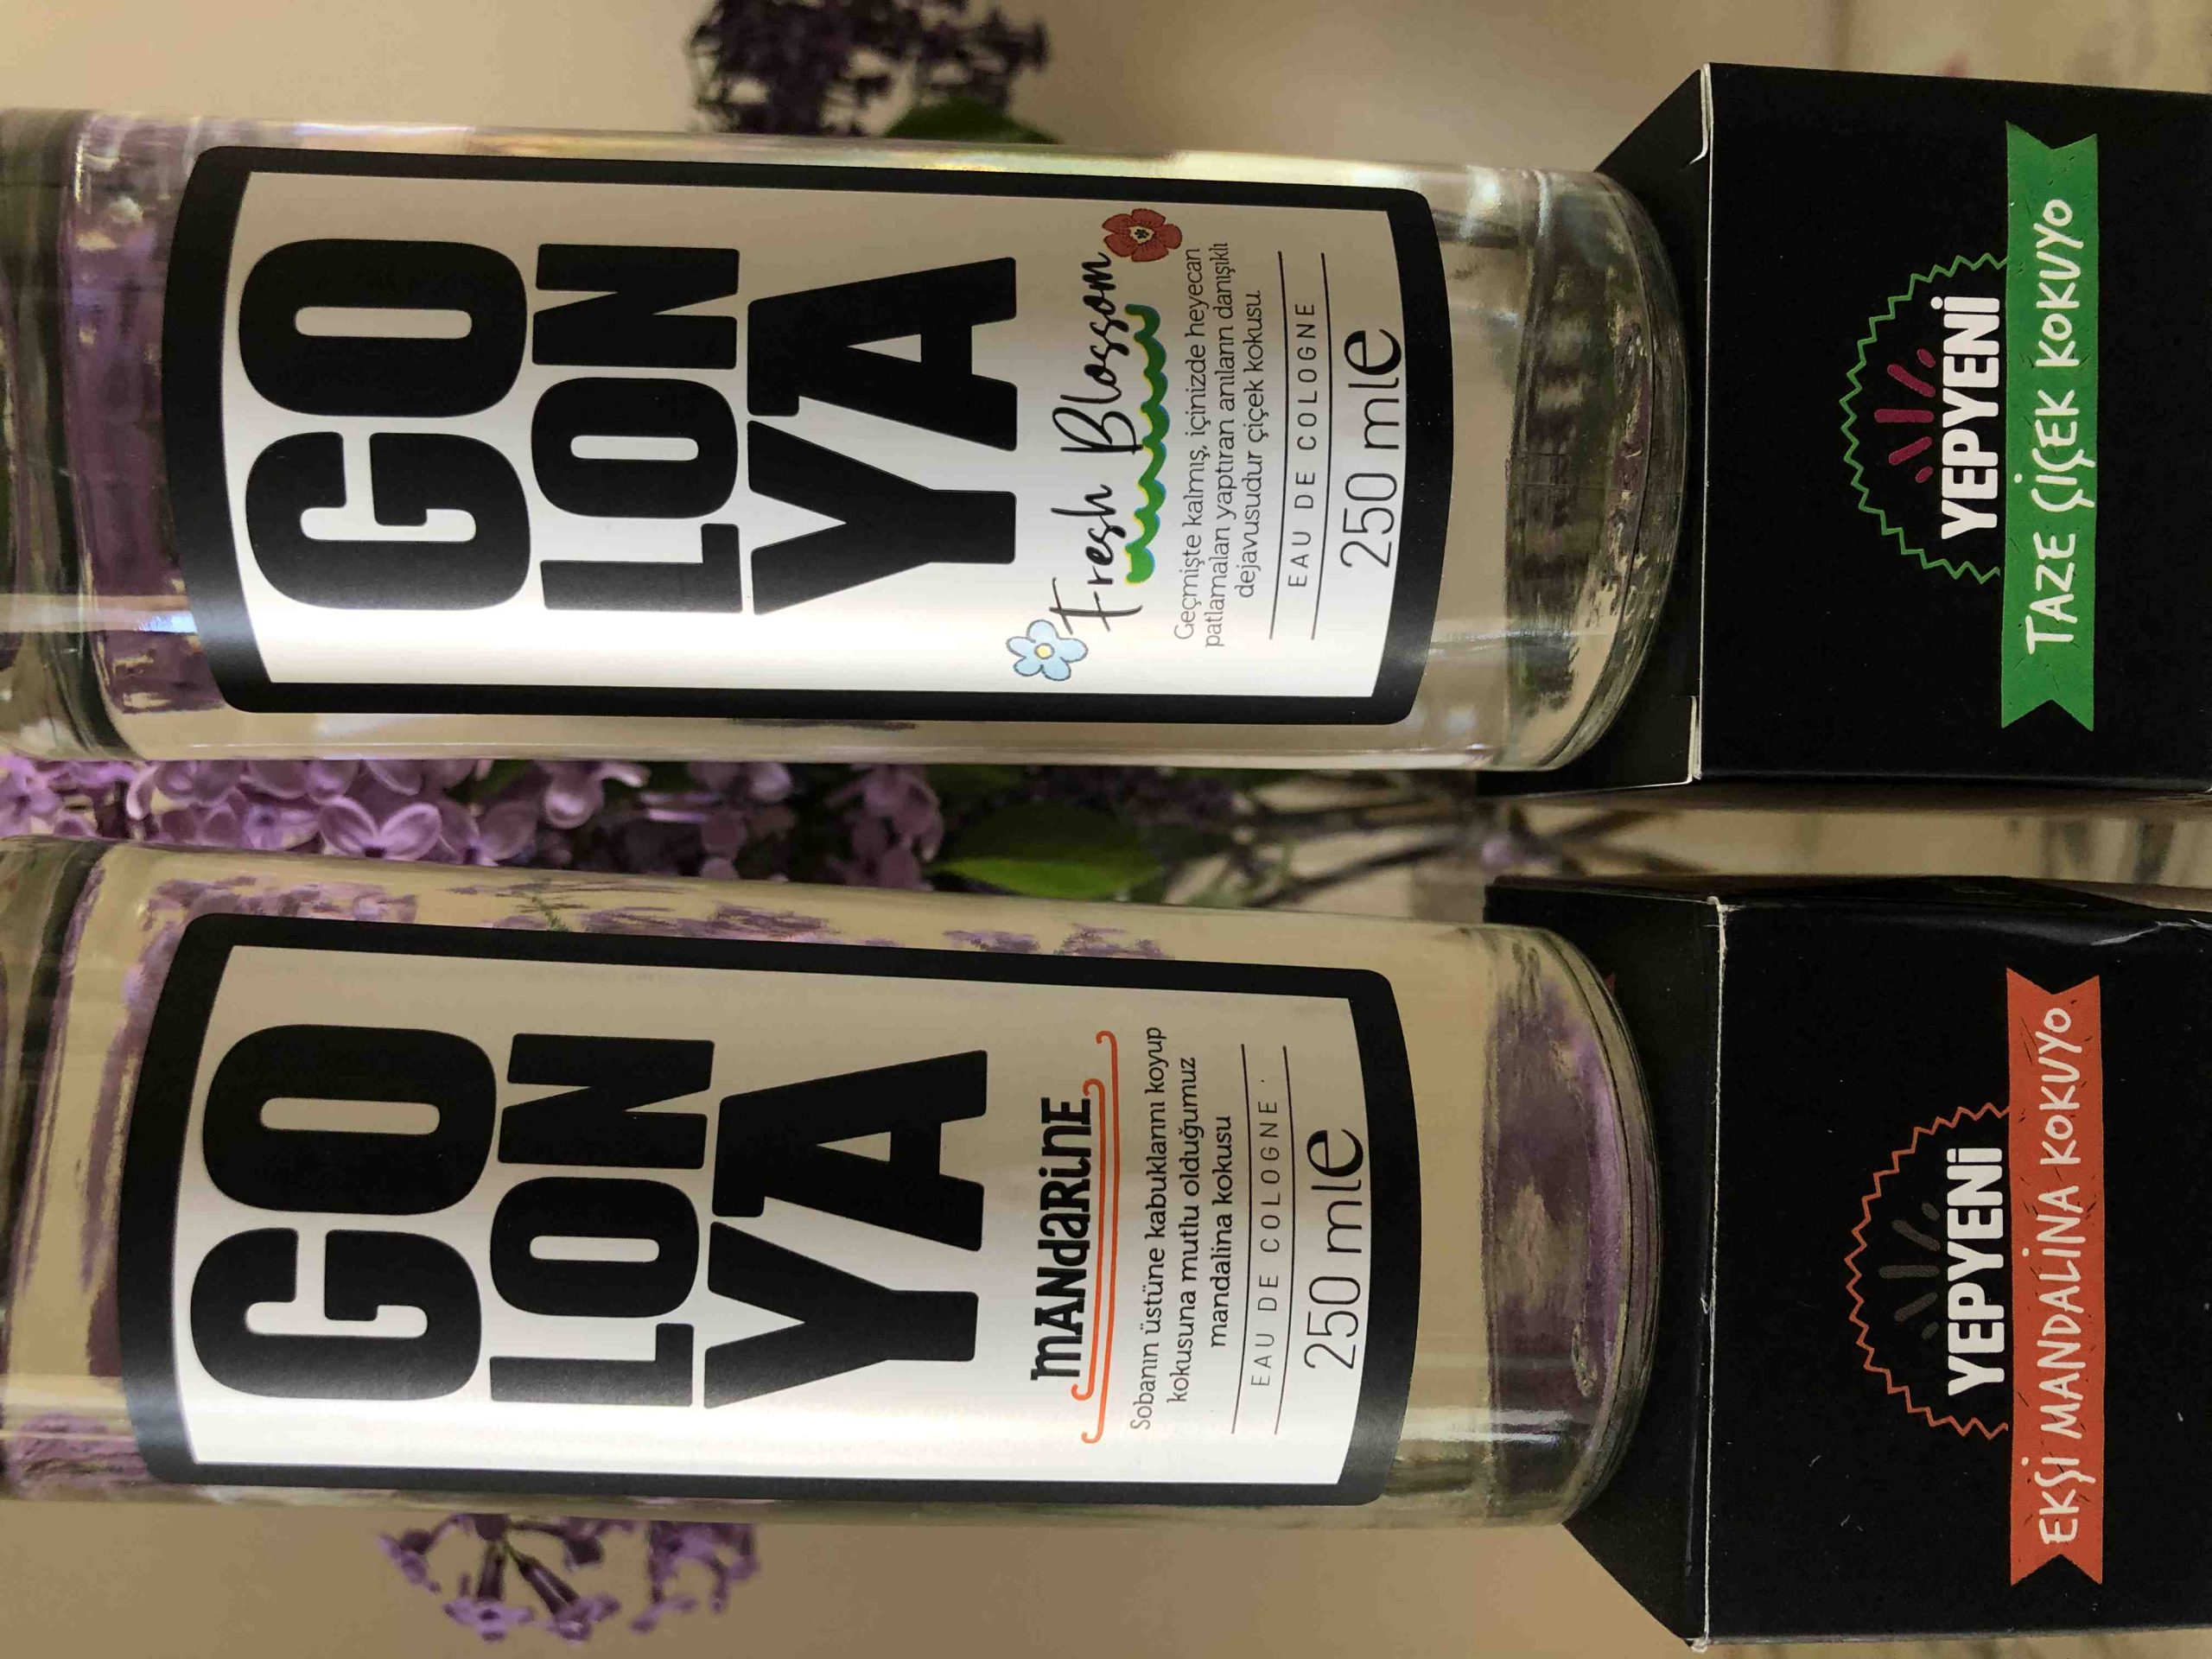 GO
LON
YA
mANdaRinE
Sobanın üstüne kabuklarını koyup
kokusuna mutlu olduğumuz
mandalina kokusu
EAU DE COLOGNE
250 ml e
YEPYENİ
EKŞİ MANDALİNA KOKUYO
GO
LON
YA
Fresh Blossom
Geçmişte kalmış, içinizde heyecan
patlamaları yaptıran anıların danışıklı
dejavusudur çiçek kokusu.
EAU DE COLOGNE
250 ml e
YEPYENİ
TAZE ÇİÇEK KOKUYO